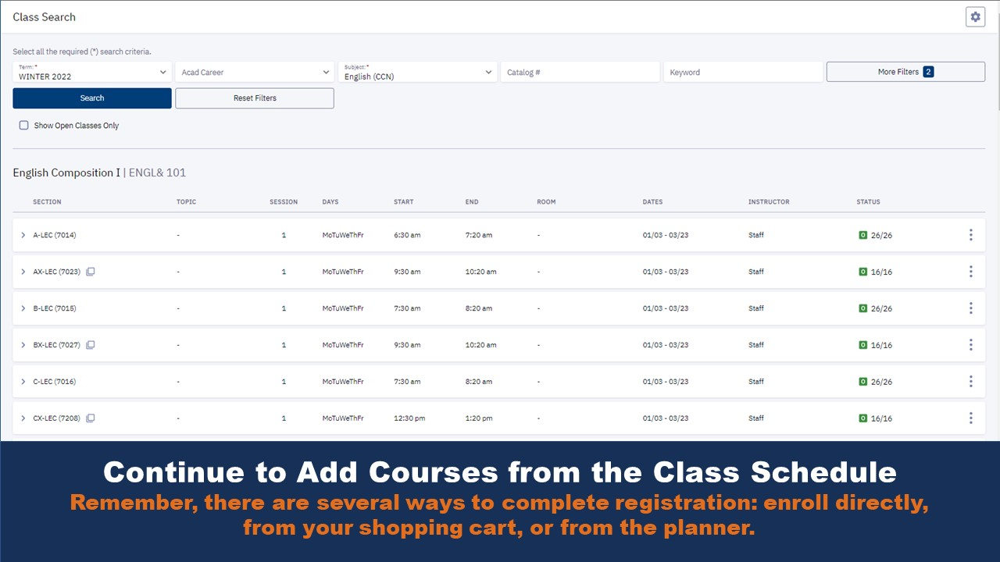 Class Search
Select all the required (*) search criteria.
Term: * Subject: *
WINTER 2022 Acad Career English (CCN) Catalog # Keyword More Filters 2
Search Reset Filters
Show Open Classes Only
English Composition I | ENGL& 101
SECTION TOPIC SESSION DAYS START END ROOM DATES INSTRUCTOR STATUS
A-LEC (7014) - 1 MoTuWeThFr 6:30 am 7:20 am - 01/03 - 03/23 Staff O 26/26
AX-LEC (7023) - 1 MoTuWeThFr 9:30 am 10:20 am - 01/03 - 03/23 Staff O 16/16
B-LEC (7015) - 1 MoTuWeThFr 7:30 am 8:20 am - 01/03 - 03/23 Staff O 26/26
BX-LEC (7027) - 1 MoTuWeThFr 9:30 am 10:20 am - 01/03 - 03/23 Staff O 16/16
C-LEC (7016) - 1 MoTuWeThFr 7:30 am 8:20 am - 01/03 - 03/23 Staff O 26/26
CX-LEC (7208) - 1 MoTuWeThFr 12:30 pm 1:20 pm - 01/03 - 03/23 Staff O 16/16
Continue to Add Courses from the Class Schedule
Remember, there are several ways to complete registration: enroll directly,
from your shopping cart, or from the planner.